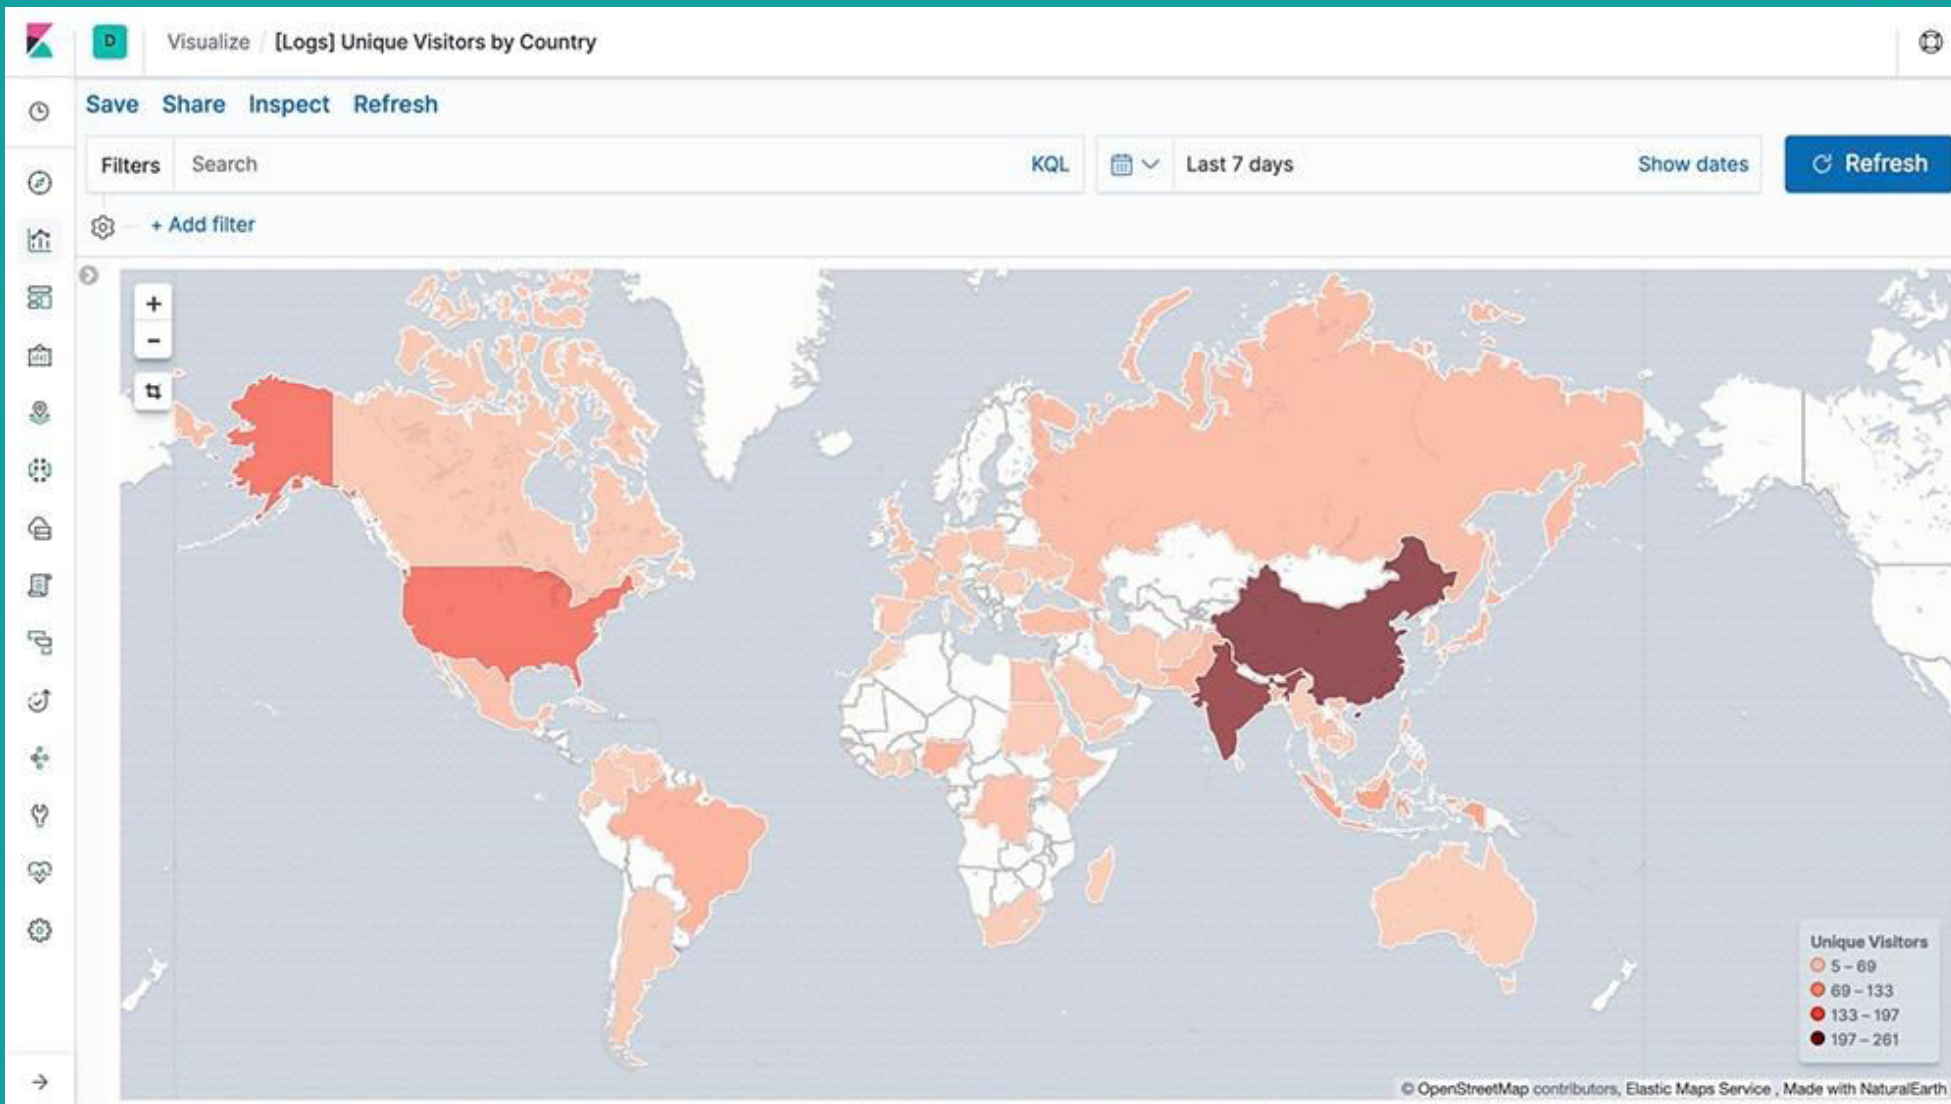 D
Visualize / [Logs] Unique Visitors by Country
Save Share Inspect Refresh
Filters Search KQL Last 7 days Show dates Refresh
+ Add filter
+
−
Unique Visitors
5 – 69
69 – 133
133 – 197
197 – 261
© OpenStreetMap contributors, Elastic Maps Service , Made with NaturalEarth